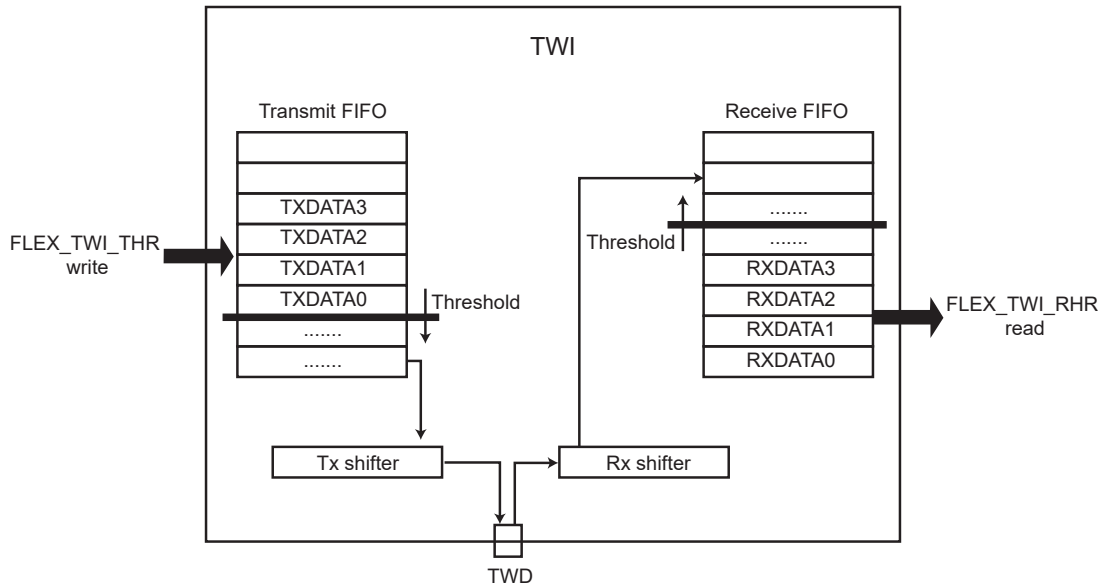 TWI
Transmit FIFO
TXDATA3
TXDATA2
TXDATA1
TXDATA0
.......
.......
Threshold
FLEX_TWI_THR
write
Receive FIFO
.......
.......
RXDATA3
RXDATA2
RXDATA1
RXDATA0
Threshold
FLEX_TWI_RHR
read
Tx shifter
Rx shifter
TWD